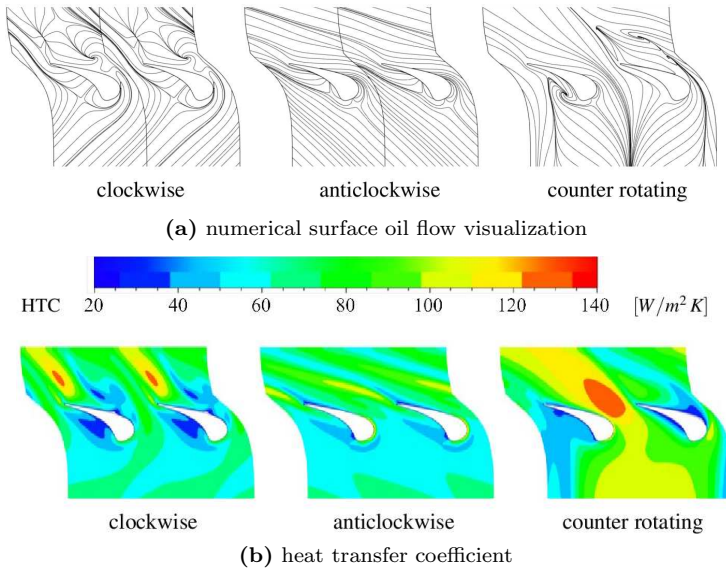 clockwise anticlockwise counter rotating
(a) numerical surface oil flow visualization
HTC 20 40 60 80 100 120 140 [W/m² K]
clockwise anticlockwise counter rotating
(b) heat transfer coefficient